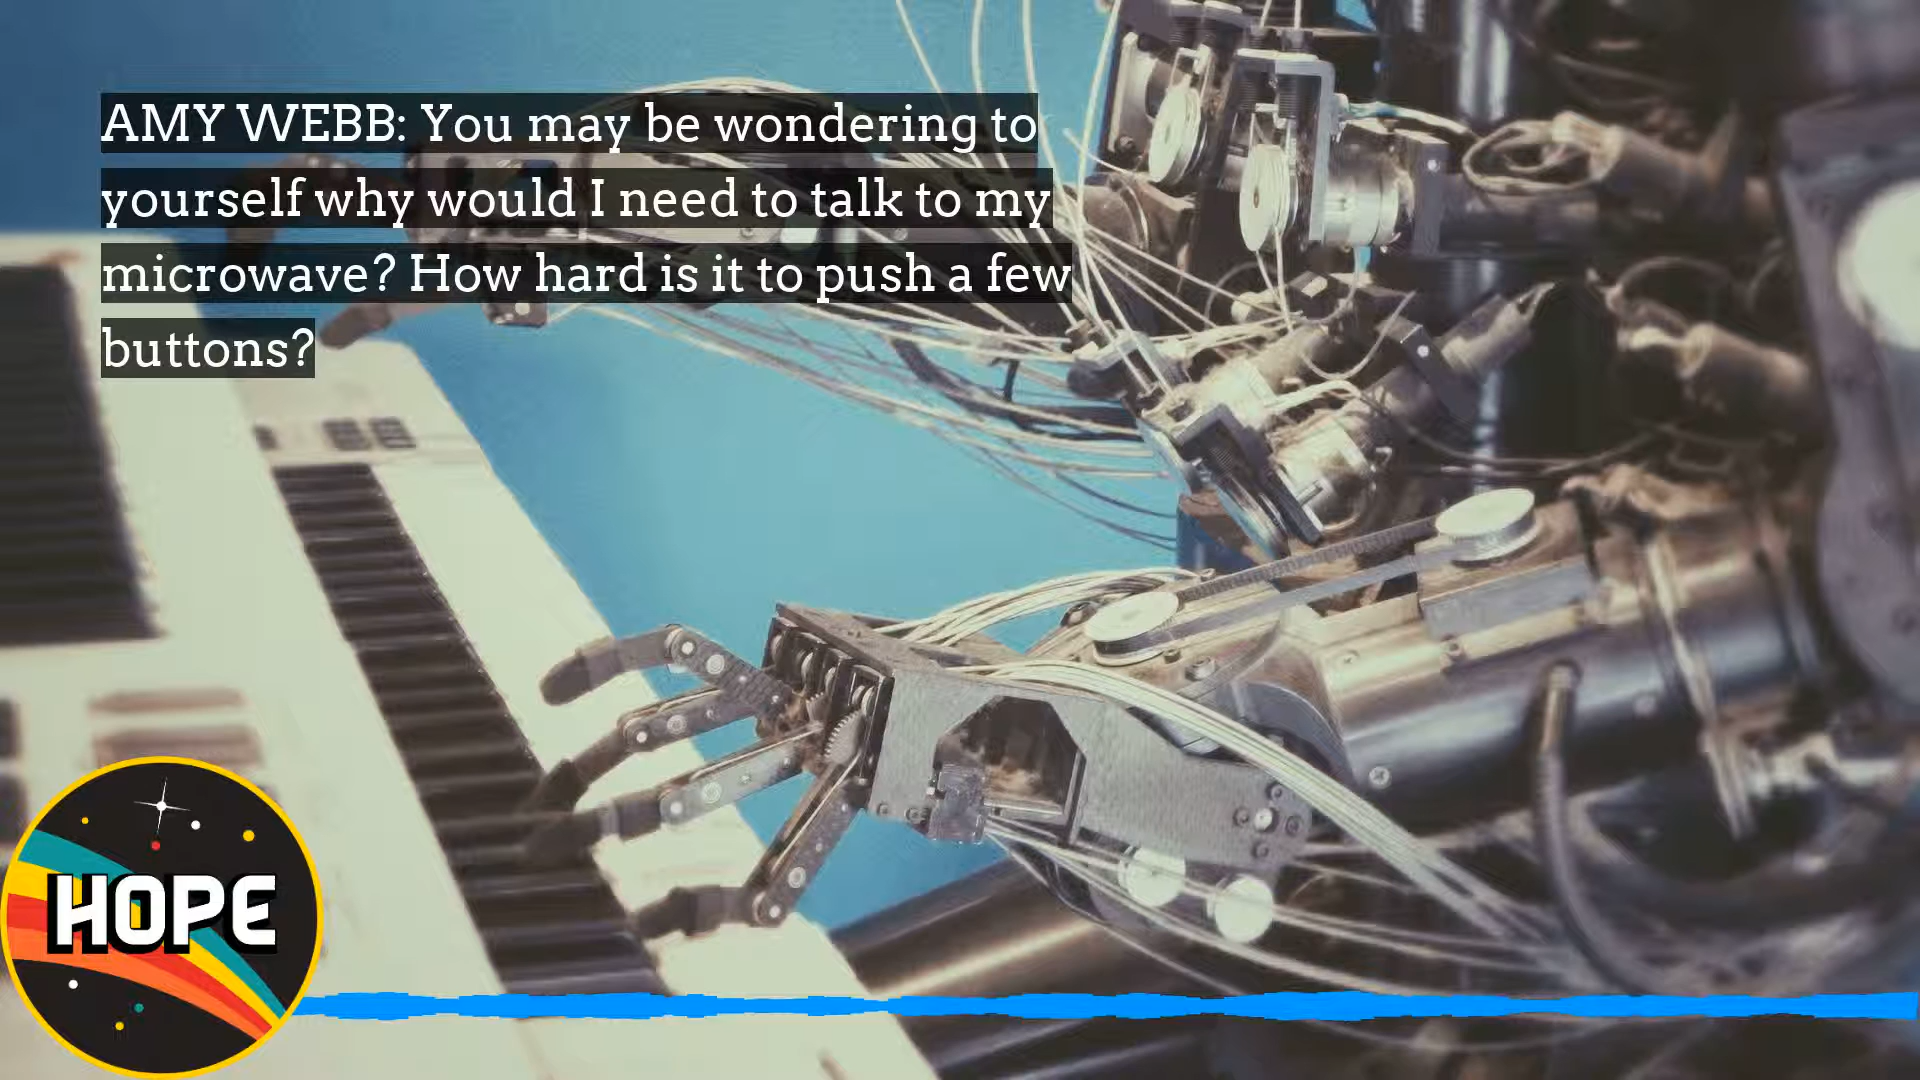 AMY WEBB: You may be wondering to
yourself why would I need to talk to my
microwave? How hard is it to push a few
buttons?
HOPE